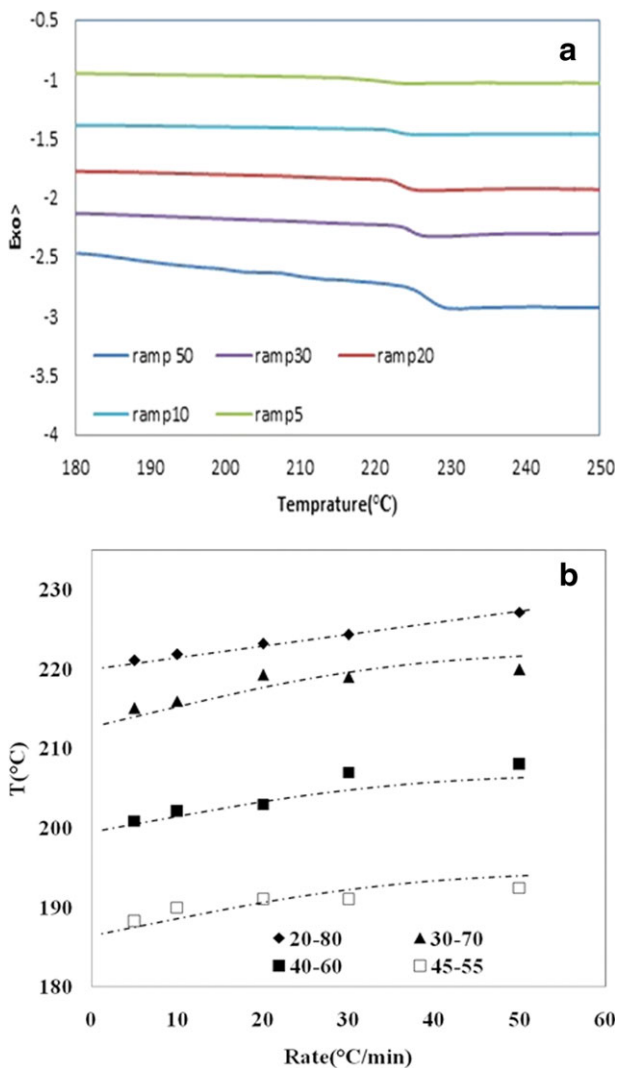 a
-0.5
-1
-1.5
-2
-2.5
-3
-3.5
-4
Exo >
ramp 50 ramp30 ramp20
ramp10 ramp5
180 190 200 210 220 230 240 250
Temprature(°C)
b
230
220
210
200
190
180
T(°C)
20-80 30-70
40-60 45-55
0 10 20 30 40 50 60
Rate(°C/min)